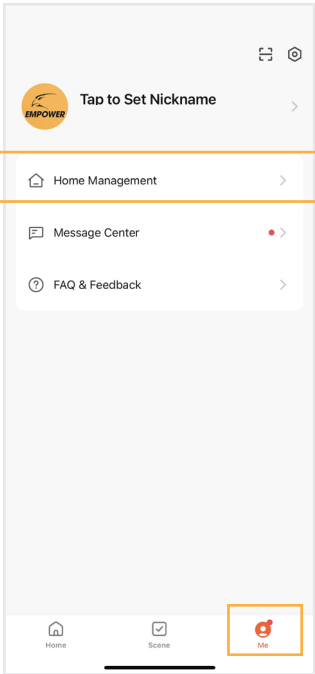 EMPOWER
Tap to Set Nickname
Home Management
Message Center
FAQ & Feedback
Home
Scene
Me